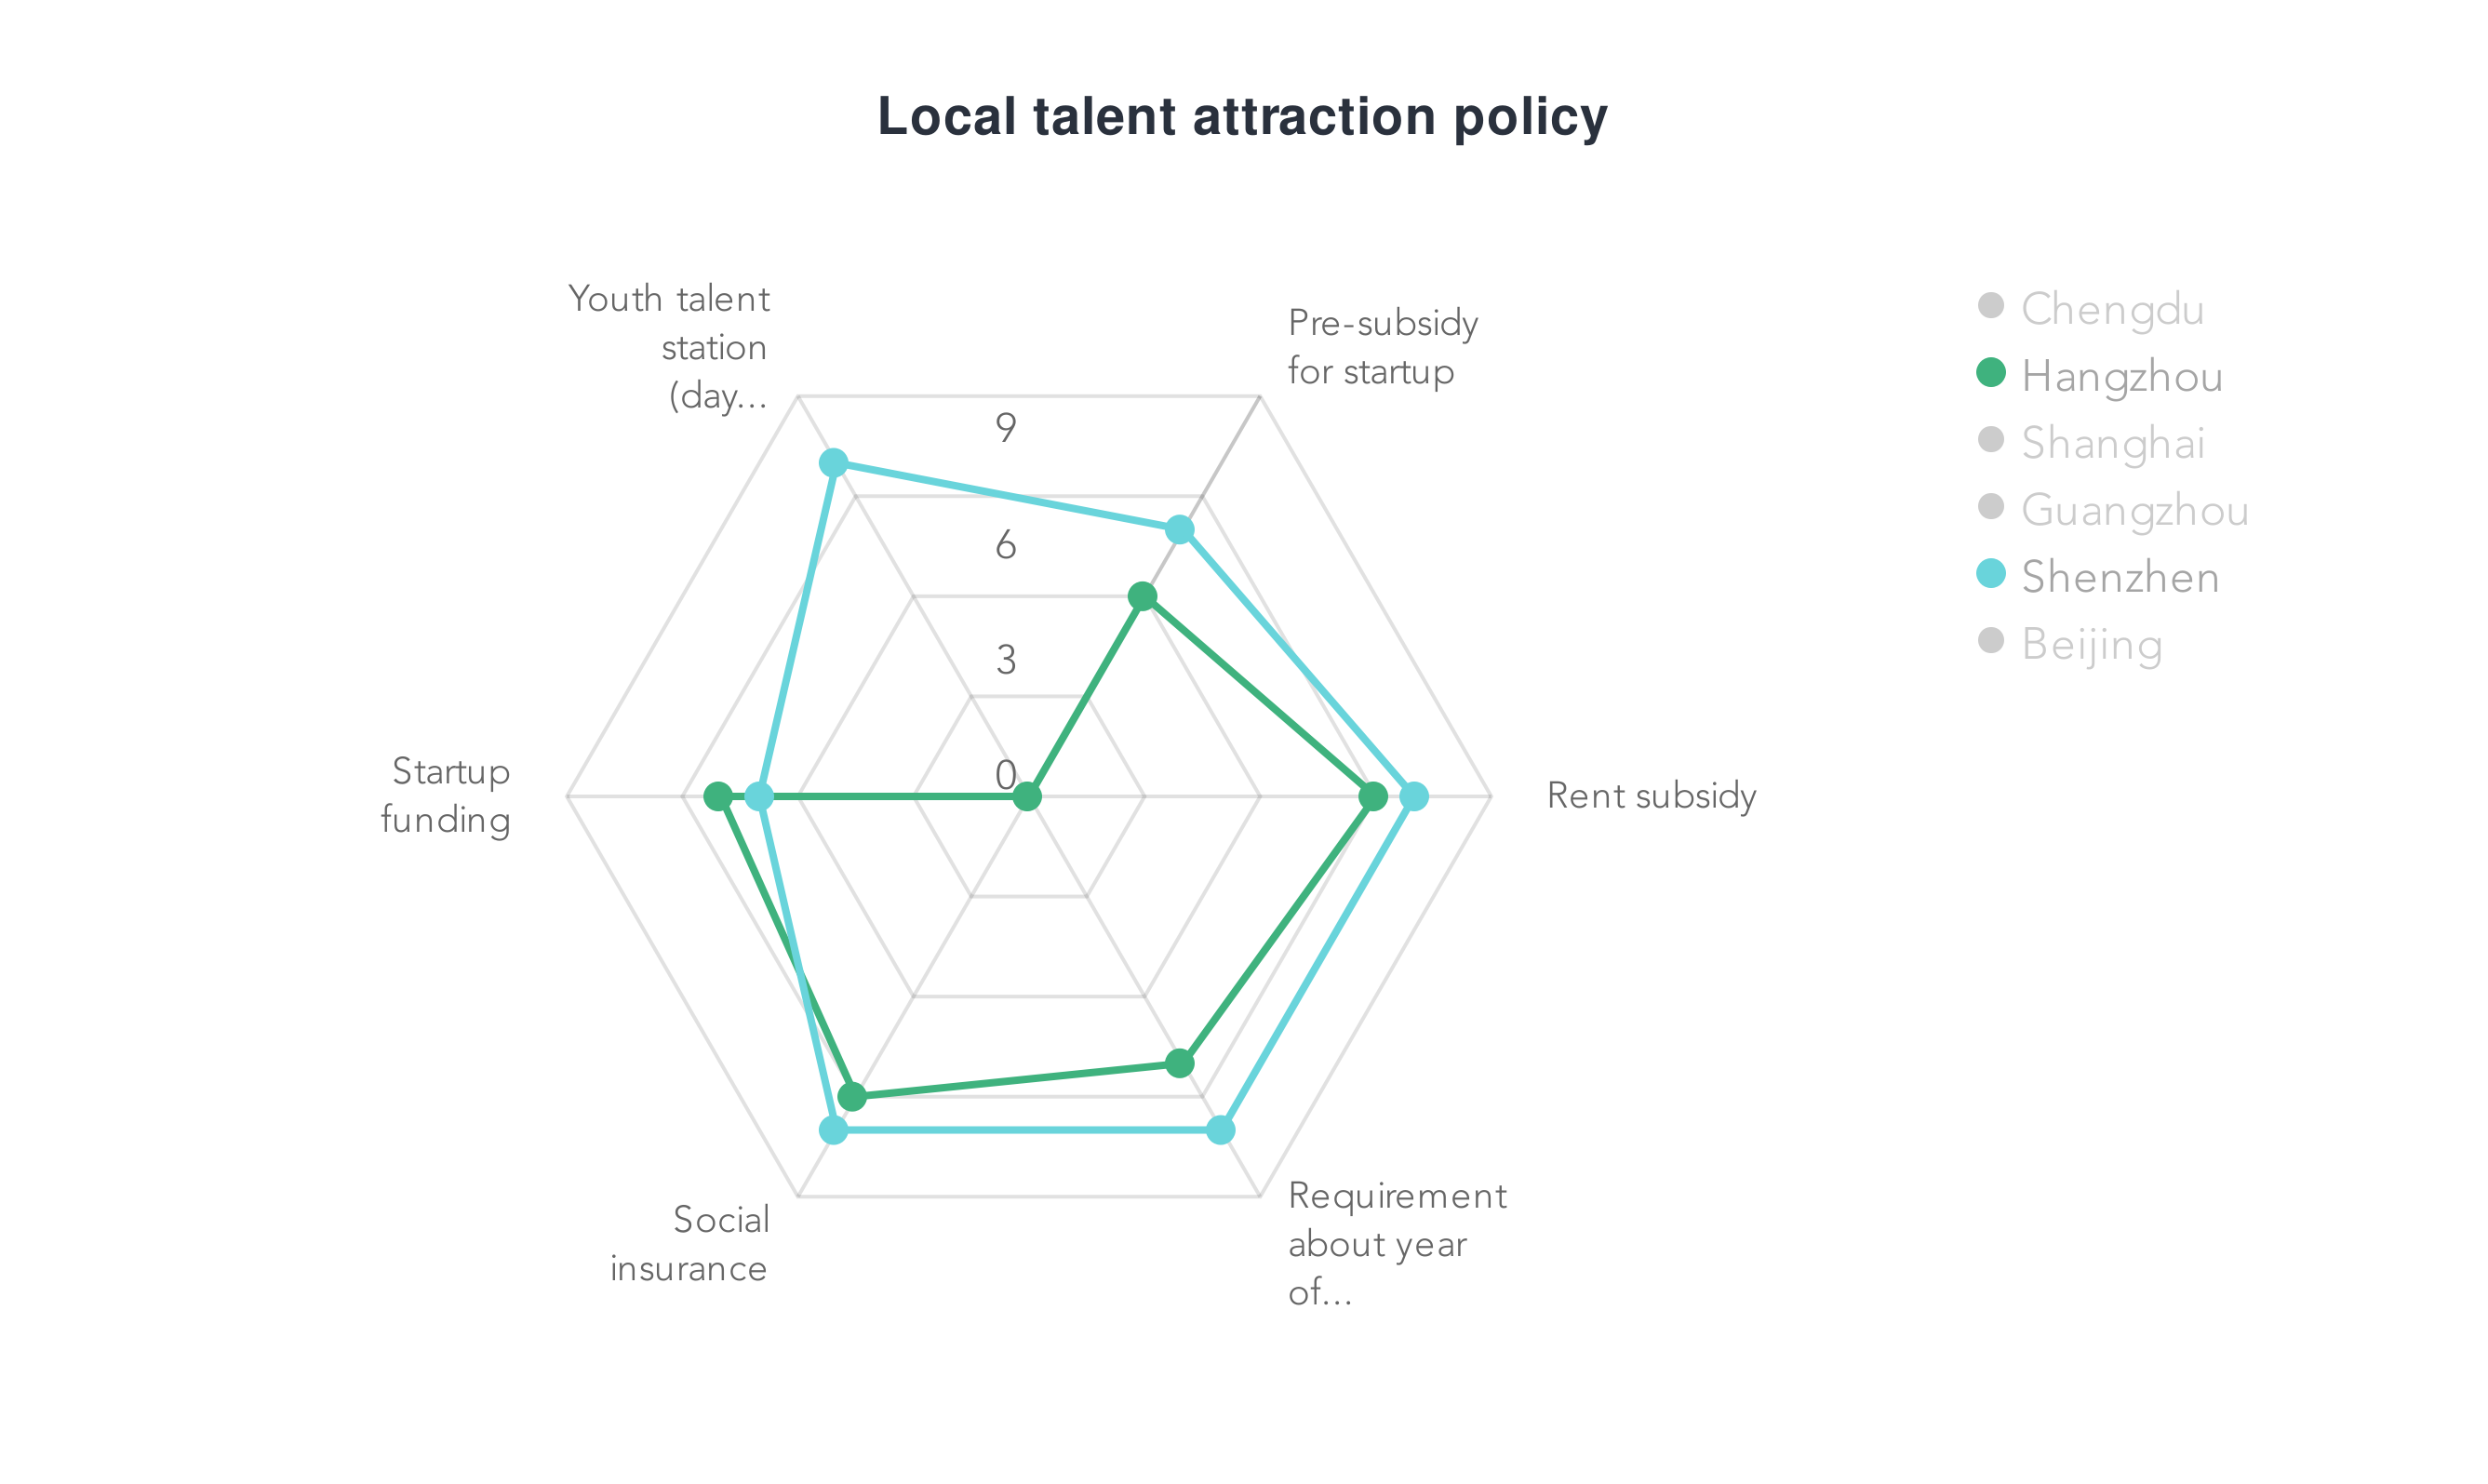 Local talent attraction policy
Youth talent
station
(day...
Pre-subsidy
for startup
9
6
3
0
Startup
funding
Rent subsidy
Social
insurance
Requirement
about year
of...
Chengdu
Hangzhou
Shanghai
Guangzhou
Shenzhen
Beijing